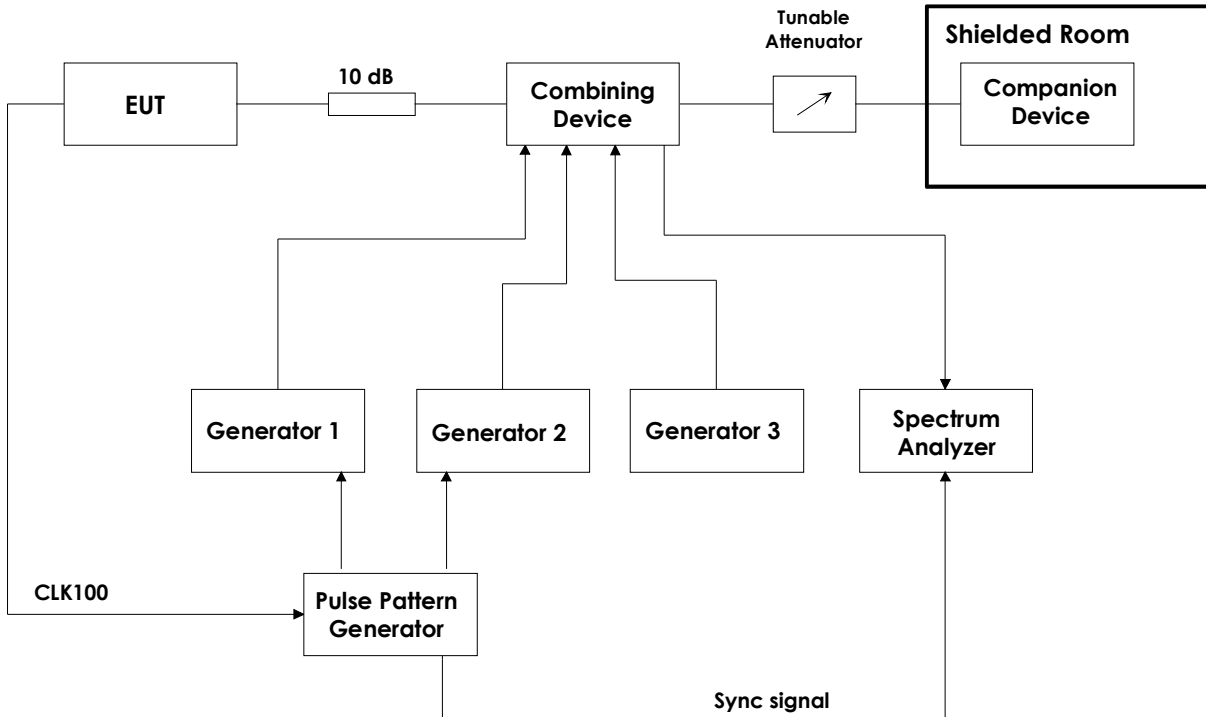 Tunable
Attenuator
Shielded Room
10 dB
EUT
Combining
Device
Companion
Device
Generator 1
Generator 2
Generator 3
Spectrum
Analyzer
CLK100
Pulse Pattern
Generator
Sync signal